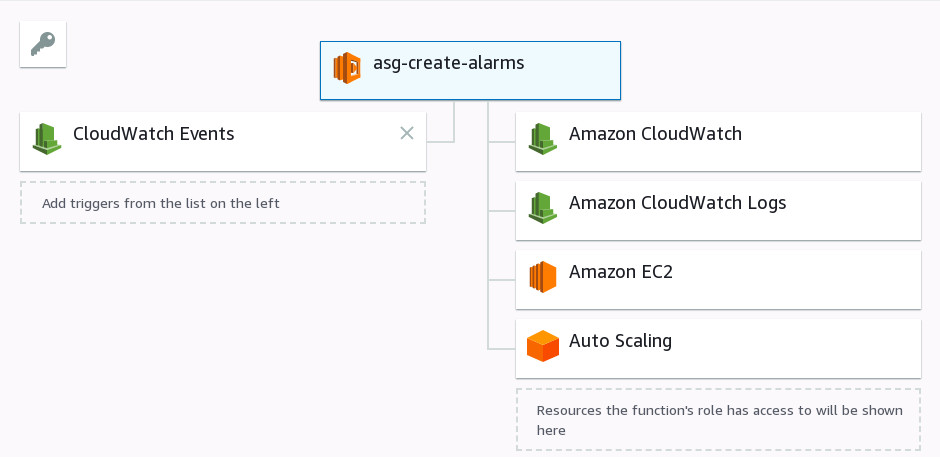 asg-create-alarms
CloudWatch Events
Add triggers from the list on the left
Amazon CloudWatch
Amazon CloudWatch Logs
Amazon EC2
Auto Scaling
Resources the function's role has access to will be shown
here